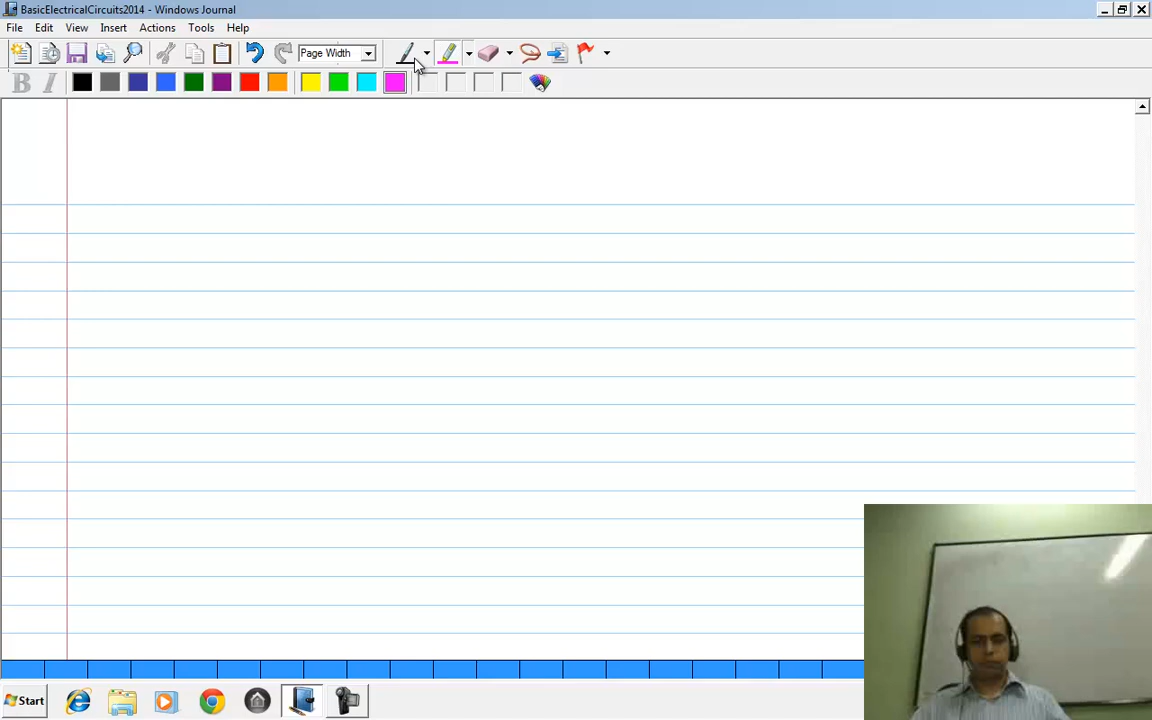 BasicElectricalCircuits2014 - Windows Journal
File Edit View Insert Actions Tools Help
Page Width
B I
Start